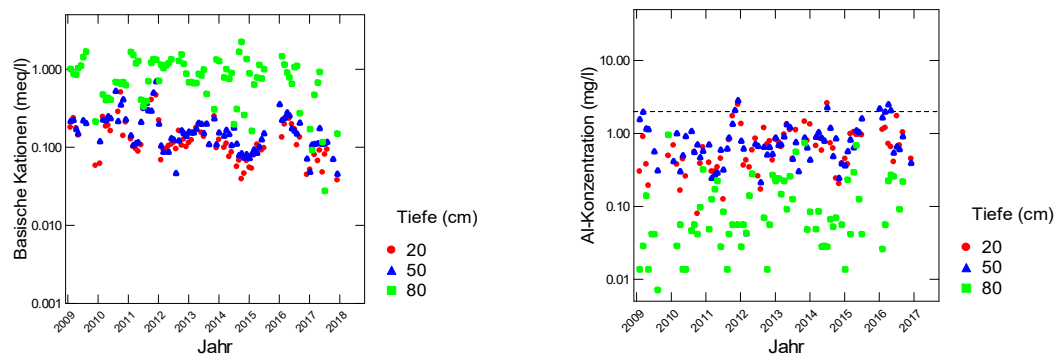 Basische Kationen (meq/l)
1.000
0.100
0.010
0.001
2009 2010 2011 2012 2013 2014 2015 2016 2017 2018
Jahr
Tiefe (cm)
20
50
80
Al-Konzentration (mg/l)
10.00
1.00
0.10
0.01
2009 2010 2011 2012 2013 2014 2015 2016 2017
Jahr
Tiefe (cm)
20
50
80